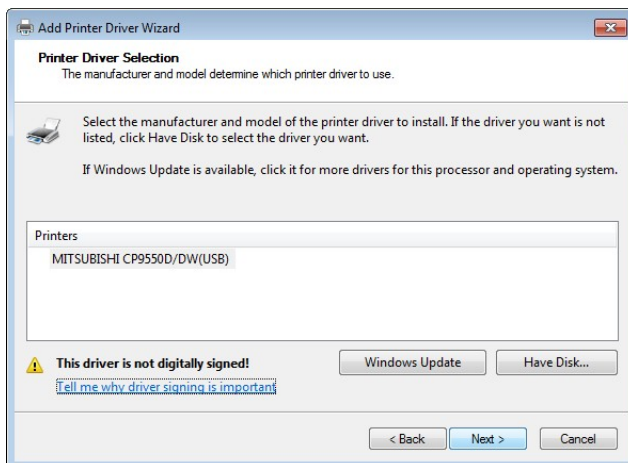 Add Printer Driver Wizard
Printer Driver Selection
The manufacturer and model determine which printer driver to use.
Select the manufacturer and model of the printer driver to install. If the driver you want is not
listed, click Have Disk to select the driver you want.
If Windows Update is available, click it for more drivers for this processor and operating system.
Printers
MITSUBISHI CP9550D/DW(USB)
This driver is not digitally signed!
Windows Update
Have Disk...
Tell me why driver signing is important
< Back
Next >
Cancel